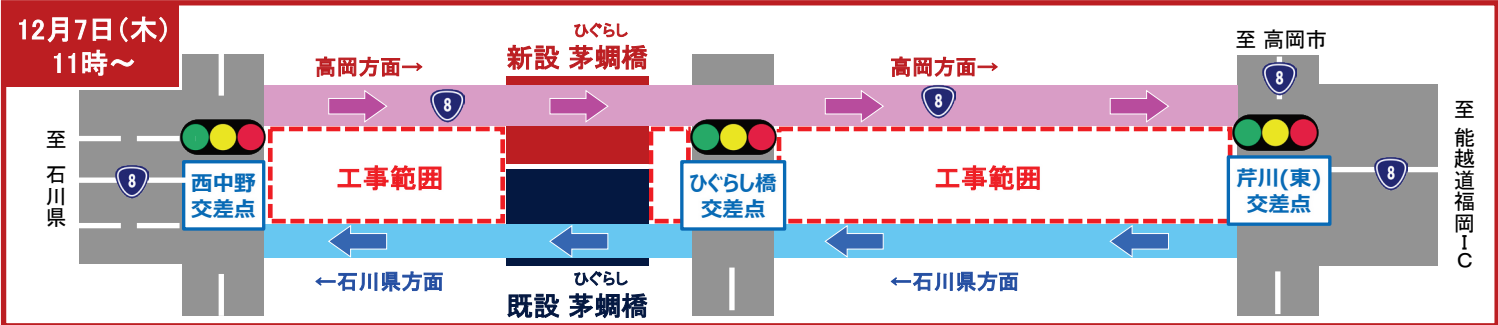 12月7日(木)
11時~
ひぐらし
新設 茅蜩橋
高岡方面→
8
高岡方面→
8
至 高岡市
8
至 石川県
8
西中野
交差点
工事範囲
ひぐらし橋
交差点
工事範囲
芹川(東)
交差点
8
至 能越道福岡IC
←石川県方面
ひぐらし
既設 茅蜩橋
←石川県方面